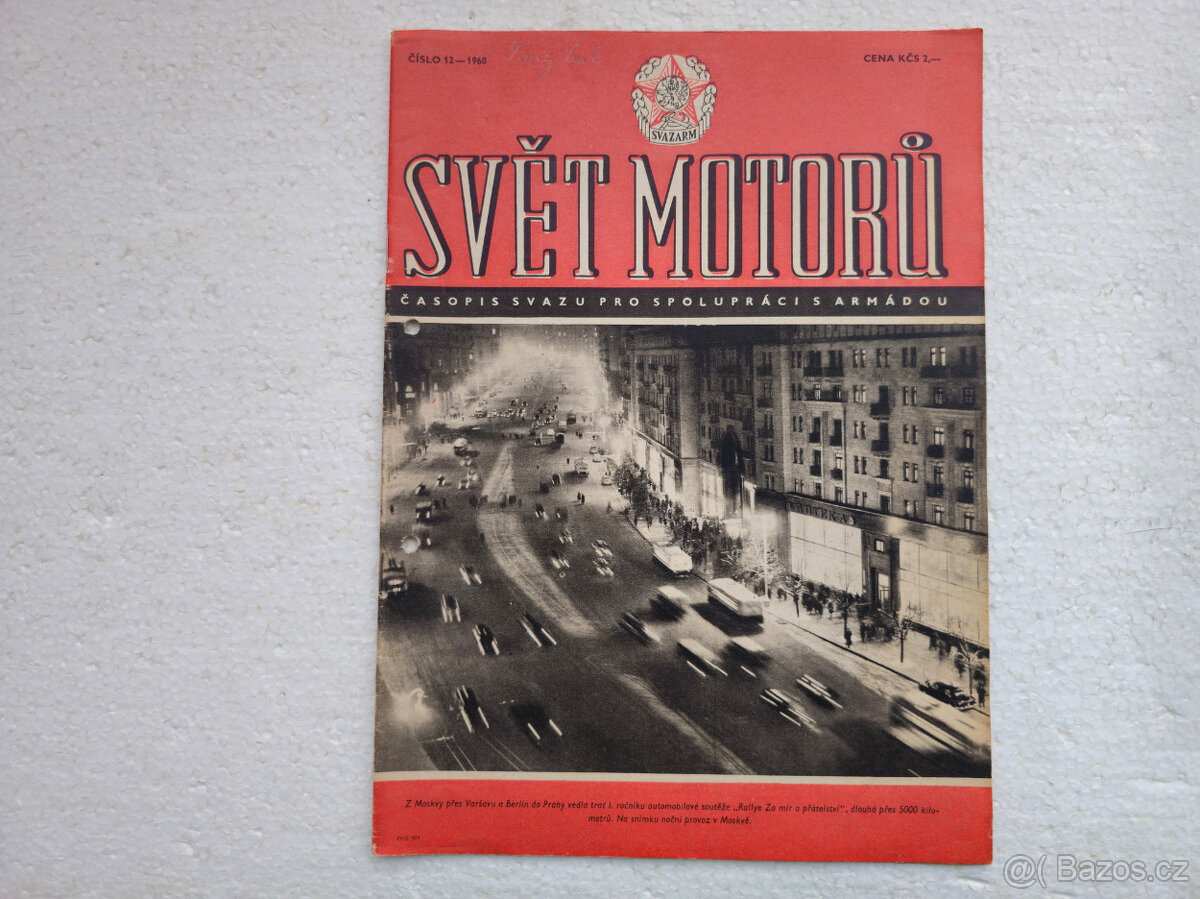 ČÍSLO 12—1960
CENA KČS 2,—
SVAZARM
SVĚT MOTORŮ
ČASOPIS SVAZU PRO SPOLUPRÁCI S ARMÁDOU
Z Moskvy přes Varšavu a Berlín do Prahy vedla trať I. ročníku automobilové soutěže „Rallye Za mír a přátelství“, dlouhá přes 5000 kilo-
metrů. Na snímku noční provoz v Moskvě.
@( Bazos.cz